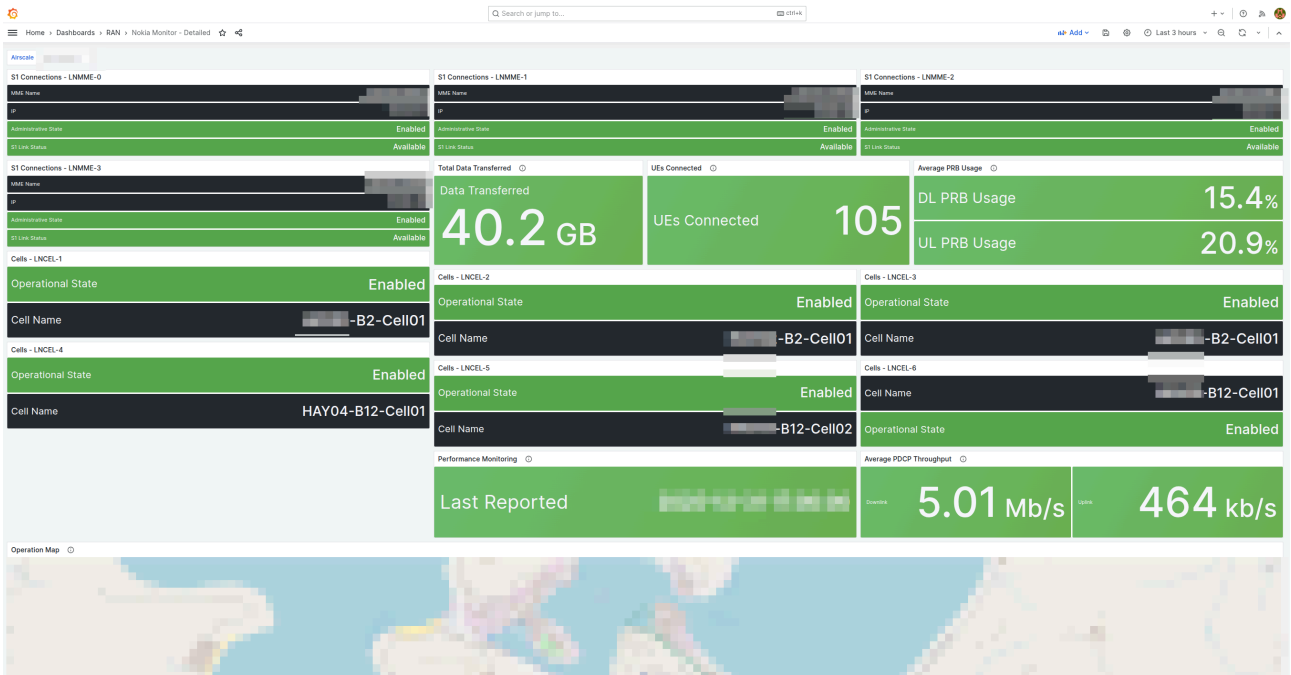 Search or jump to...
ctrl+k
Home › Dashboards › RAN › Nokia Monitor - Detailed
Add
Last 3 hours
Airscale
S1 Connections - LNMME-0
MME Name
IP
Administrative State Enabled
S1 Link Status Available
S1 Connections - LNMME-1
MME Name
IP
Administrative State Enabled
S1 Link Status Available
S1 Connections - LNMME-2
MME Name
IP
Administrative State Enabled
S1 Link Status Available
S1 Connections - LNMME-3
MME Name
IP
Administrative State Enabled
S1 Link Status Available
Total Data Transferred
Data Transferred
40.2 GB
UEs Connected
UEs Connected 105
Average PRB Usage
DL PRB Usage 15.4%
UL PRB Usage 20.9%
Cells - LNCEL-1
Operational State Enabled
Cell Name -B2-Cell01
Cells - LNCEL-2
Operational State Enabled
Cell Name -B2-Cell01
Cells - LNCEL-3
Operational State Enabled
Cell Name -B2-Cell01
Cells - LNCEL-4
Operational State Enabled
Cell Name HAY04-B12-Cell01
Cells - LNCEL-5
Operational State Enabled
Cell Name -B12-Cell02
Cells - LNCEL-6
Cell Name -B12-Cell01
Operational State Enabled
Performance Monitoring
Last Reported
Average PDCP Throughput
Downlink 5.01 Mb/s
Uplink 464 kb/s
Operation Map